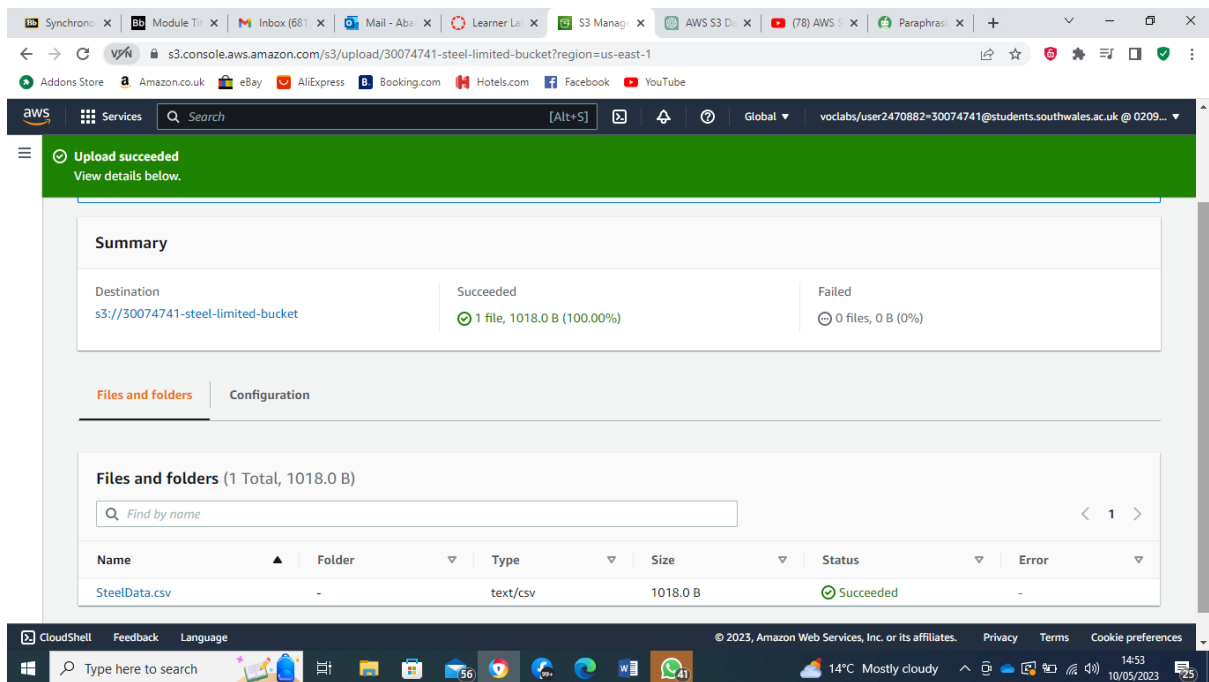 Synchrono
Module Tit
Inbox (681
Mail - Aba
Learner La
S3 Manag
AWS S3 Da
(78) AWS S
Paraphrasi
VPN s3.console.aws.amazon.com/s3/upload/30074741-steel-limited-bucket?region=us-east-1
Addons Store Amazon.co.uk eBay AliExpress Booking.com Hotels.com Facebook YouTube
aws Services Search [Alt+S] Global voclabs/user2470882=30074741@students.southwales.ac.uk @ 0209...
Upload succeeded
View details below.
Summary
Destination
s3://30074741-steel-limited-bucket
Succeeded
1 file, 1018.0 B (100.00%)
Failed
0 files, 0 B (0%)
Files and folders Configuration
Files and folders (1 Total, 1018.0 B)
Find by name
1
Name Folder Type Size Status Error
SteelData.csv - text/csv 1018.0 B Succeeded -
CloudShell Feedback Language © 2023, Amazon Web Services, Inc. or its affiliates. Privacy Terms Cookie preferences
Type here to search 56 99+ 41 14°C Mostly cloudy 14:53
10/05/2023 25